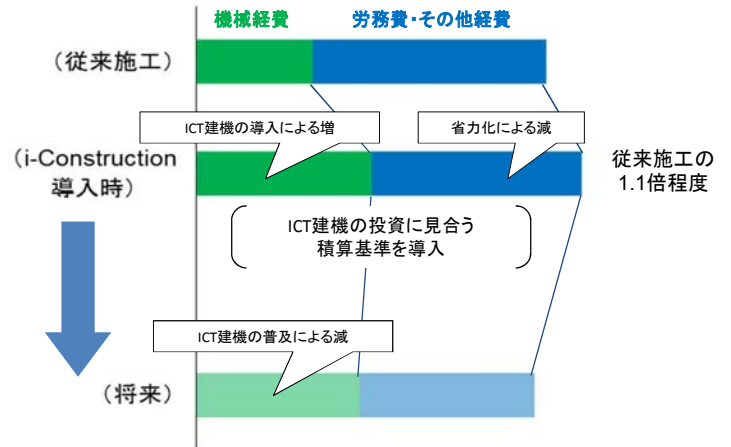 機械経費
労務費・その他経費
（従来施工）
ICT建機の導入による増
省力化による減
（i-Construction
導入時）
従来施工の
1.1倍程度
ICT建機の投資に見合う
積算基準を導入
ICT建機の普及による減
（将来）